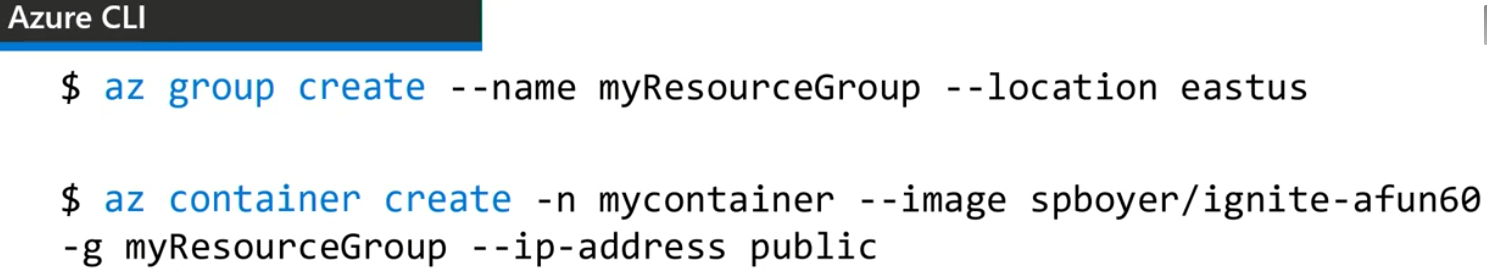 Azure CLI
$ az group create --name myResourceGroup --location eastus
$ az container create -n mycontainer --image spboyer/ignite-afun60
-g myResourceGroup --ip-address public